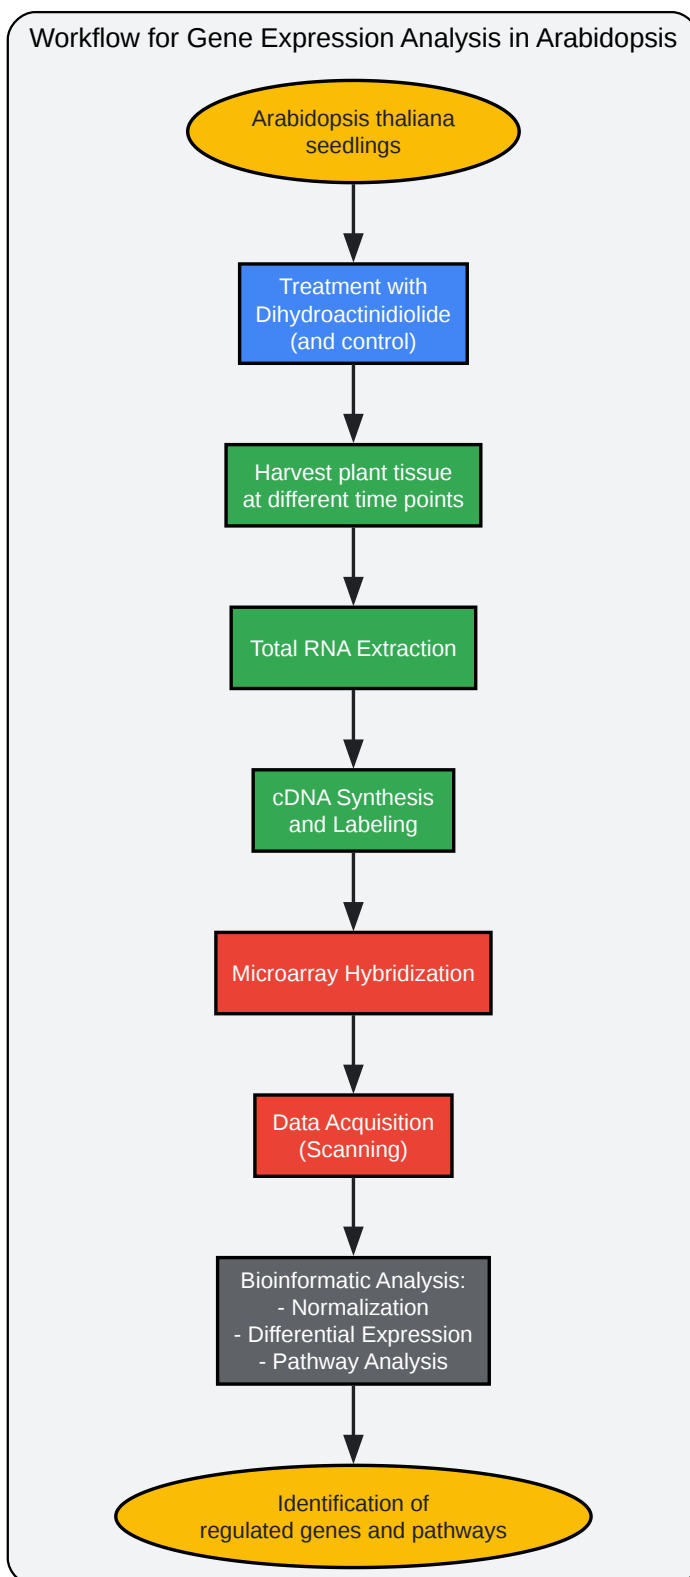 Workflow for Gene Expression Analysis in Arabidopsis
Arabidopsis thaliana
seedlings
Treatment with
Dihydroactinidiolide
(and control)
Harvest plant tissue
at different time points
Total RNA Extraction
cDNA Synthesis
and Labeling
Microarray Hybridization
Data Acquisition
(Scanning)
Bioinformatic Analysis:
- Normalization
- Differential Expression
- Pathway Analysis
Identification of
regulated genes and pathways